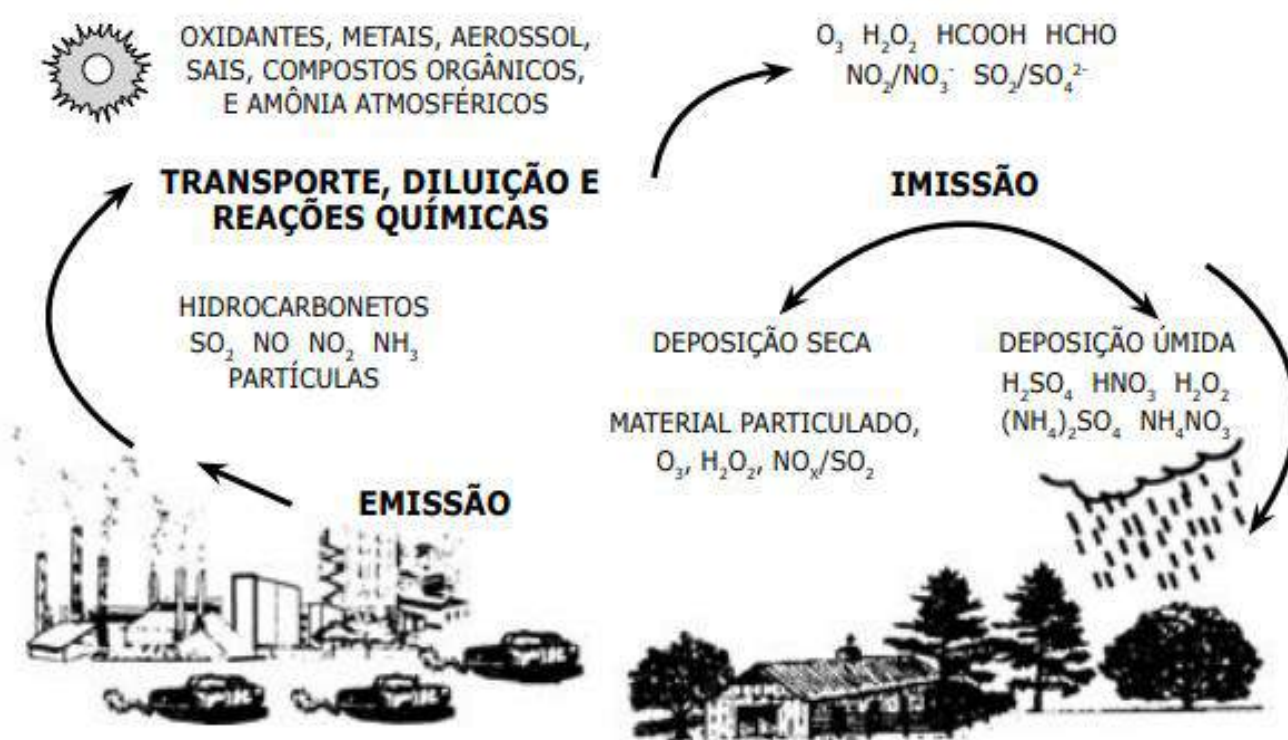 OXIDANTES, METAIS, AEROSSOL,
SAIS, COMPOSTOS ORGÂNICOS,
E AMÔNIA ATMOSFÉRICOS
TRANSPORTE, DILUIÇÃO E
REAÇÕES QUÍMICAS
HIDROCARBONETOS
SO₂ NO NO₂ NH₃
PARTÍCULAS
EMISSÃO
O₃ H₂O₂ HCOOH HCHO
NO₂/NO₃⁻ SO₂/SO₄²⁻
IMISSÃO
DEPOSIÇÃO SECA
MATERIAL PARTICULADO,
O₃, H₂O₂, NOₓ/SO₂
DEPOSIÇÃO ÚMIDA
H₂SO₄ HNO₃ H₂O₂
(NH₄)₂SO₄ NH₄NO₃